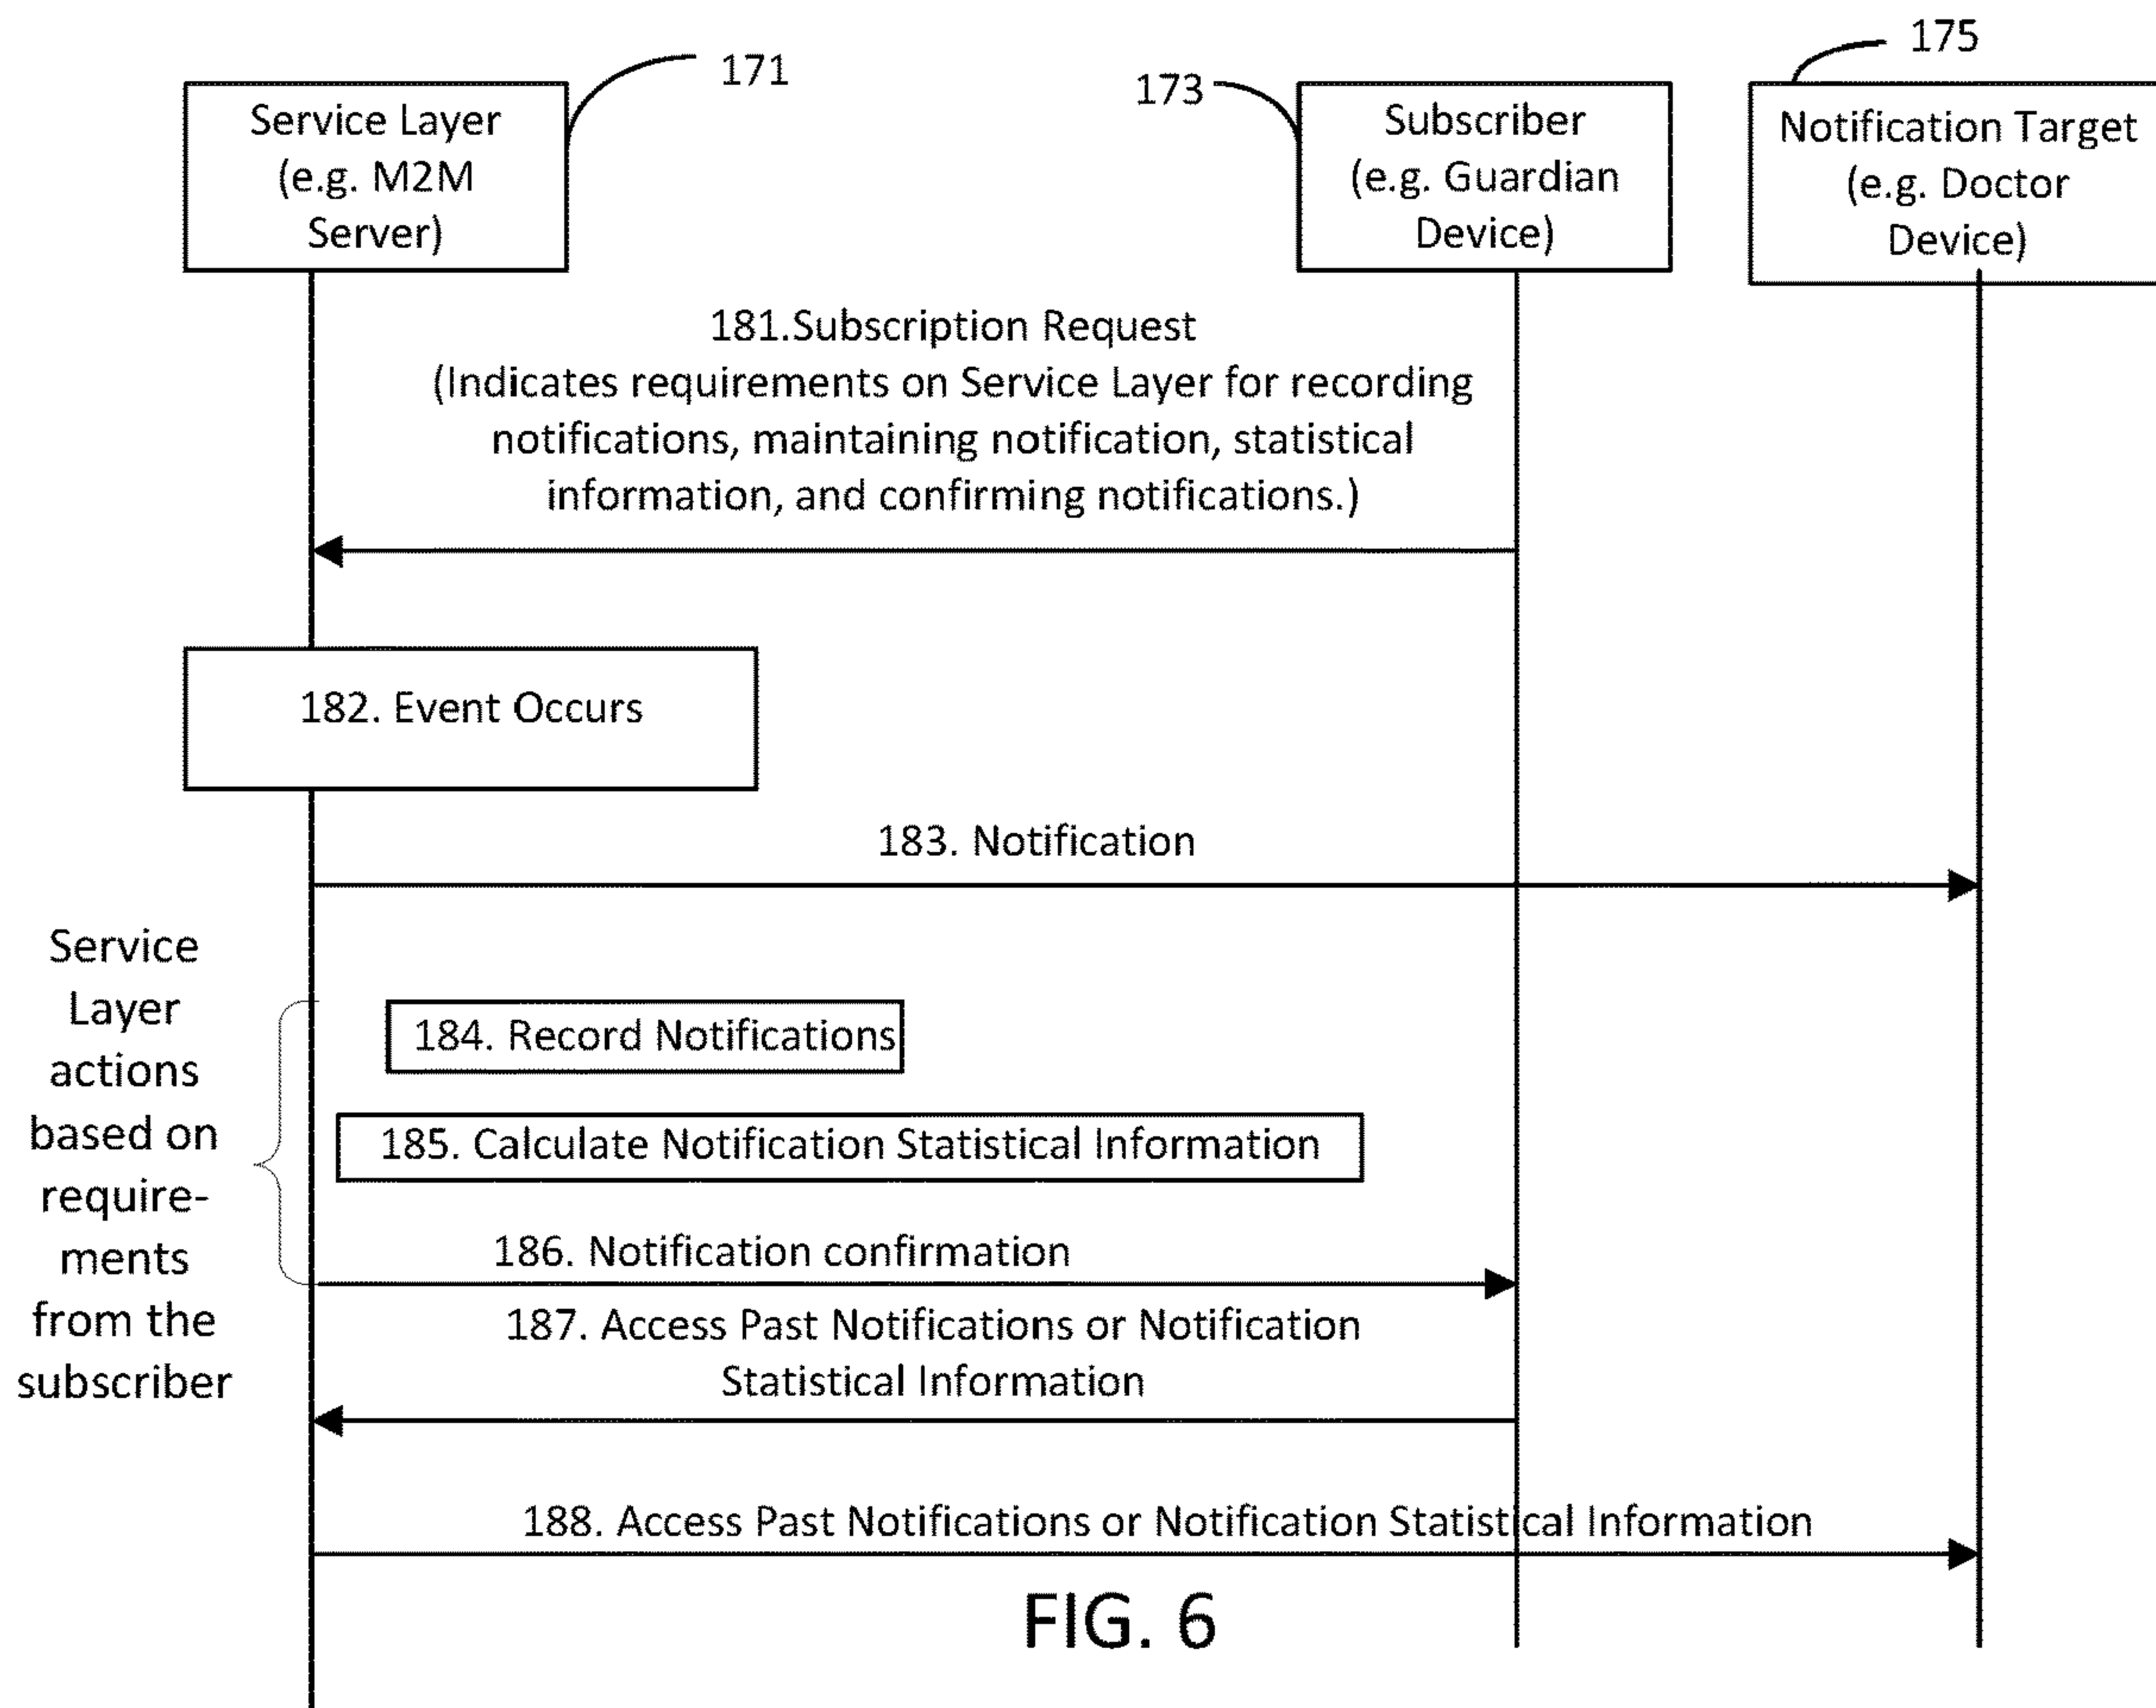 171
173
175
Service Layer
(e.g. M2M
Server)
Subscriber
(e.g. Guardian
Device)
Notification Target
(e.g. Doctor
Device)
181.Subscription Request
(Indicates requirements on Service Layer for recording
notifications, maintaining notification, statistical
information, and confirming notifications.)
182. Event Occurs
183. Notification
Service
Layer
actions
based on
require-
ments
from the
subscriber
184. Record Notifications
185. Calculate Notification Statistical Information
186. Notification confirmation
187. Access Past Notifications or Notification
Statistical Information
188. Access Past Notifications or Notification Statistical Information
FIG. 6